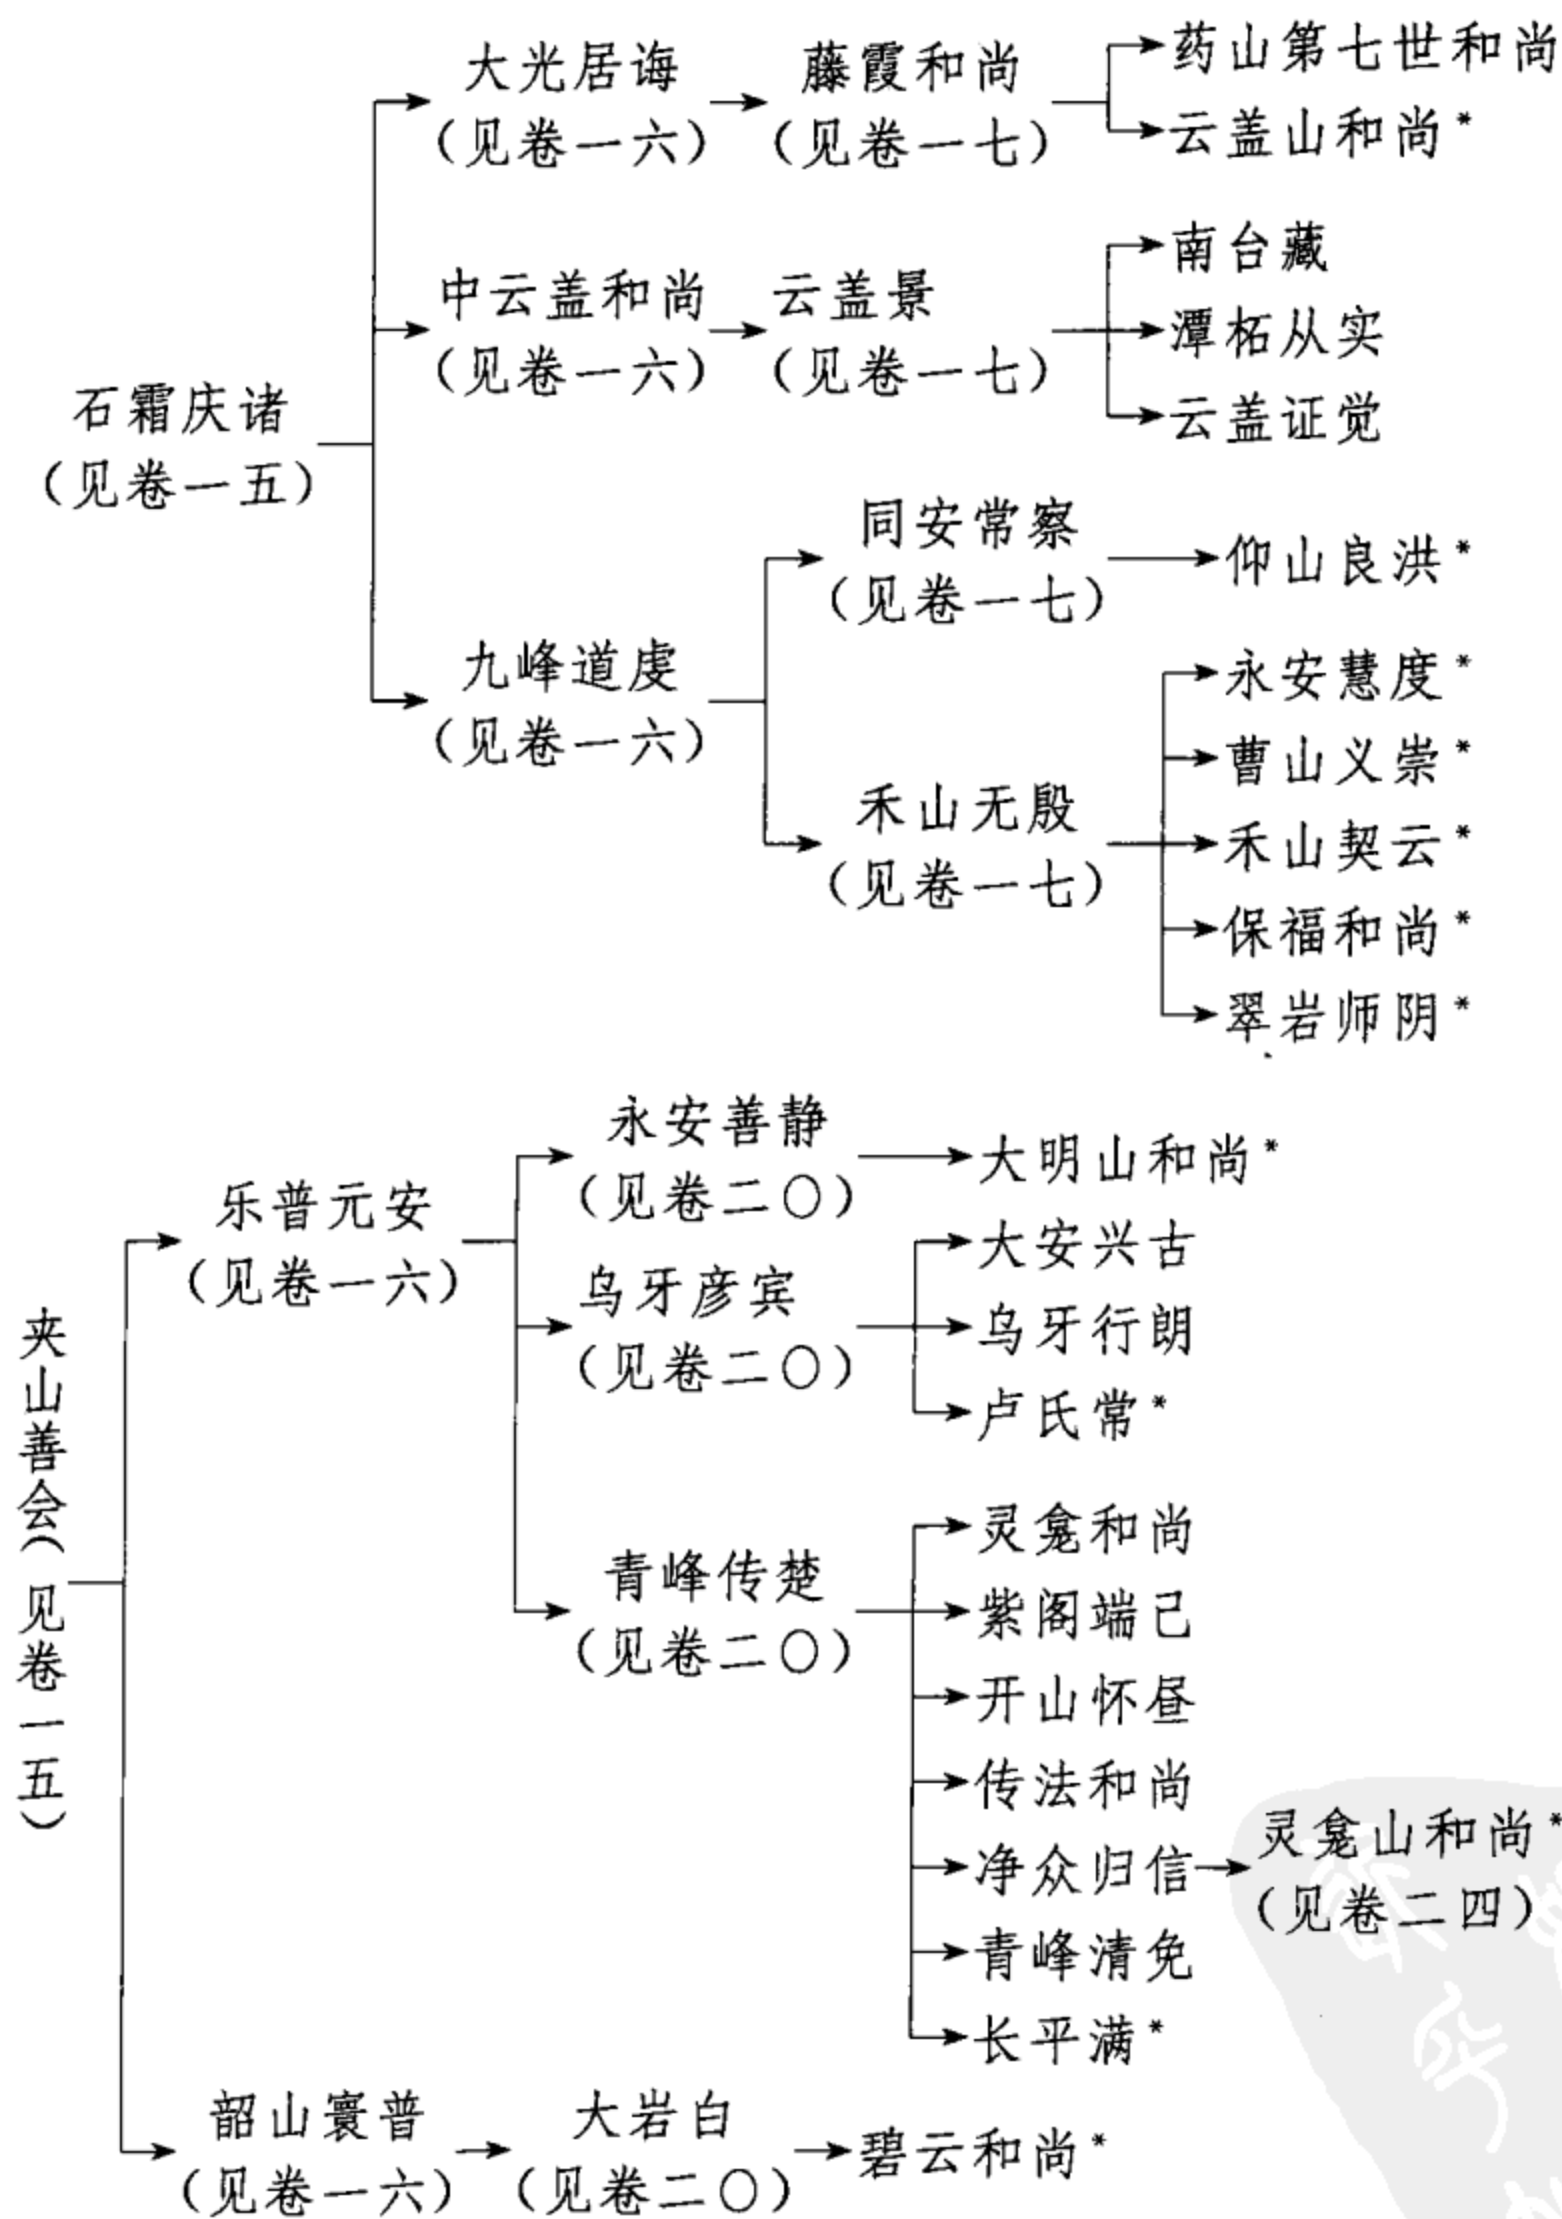 石霜庆诸
（见卷一五）
大光居诲
（见卷一六）
藤霞和尚
（见卷一七）
药山第七世和尚
云盖山和尚*
中云盖和尚
（见卷一六）
云盖景
（见卷一七）
南台藏
潭柘从实
云盖证觉
九峰道虔
（见卷一六）
同安常察
（见卷一七）
仰山良洪*
禾山无殷
（见卷一七）
永安慧度*
曹山义崇*
禾山契云*
保福和尚*
翠岩师阴*
夹山善会（见卷一五）
乐普元安
（见卷一六）
永安善静
（见卷二〇）
大明山和尚*
乌牙彦宾
（见卷二〇）
大安兴古
乌牙行朗
卢氏常*
青峰传楚
（见卷二〇）
灵龛和尚
紫阁端己
开山怀昼
传法和尚
净众归信
灵龛山和尚*
（见卷二四）
青峰清免
长平满*
韶山寰普
（见卷一六）
大岩白
（见卷二〇）
碧云和尚*